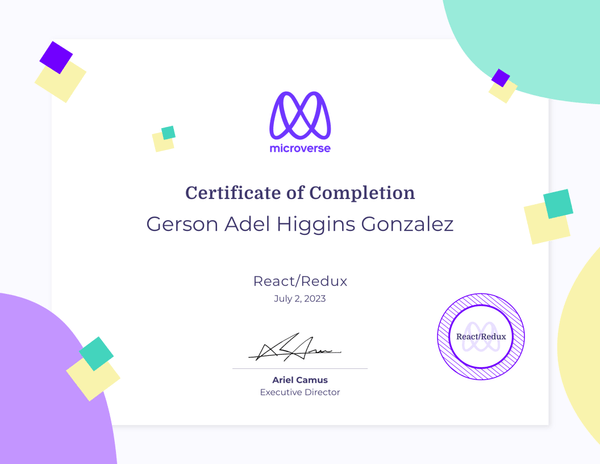 microverse
Certificate of Completion
Gerson Adel Higgins Gonzalez
React/Redux
July 2, 2023
React/Redux
Ariel Camus
Executive Director